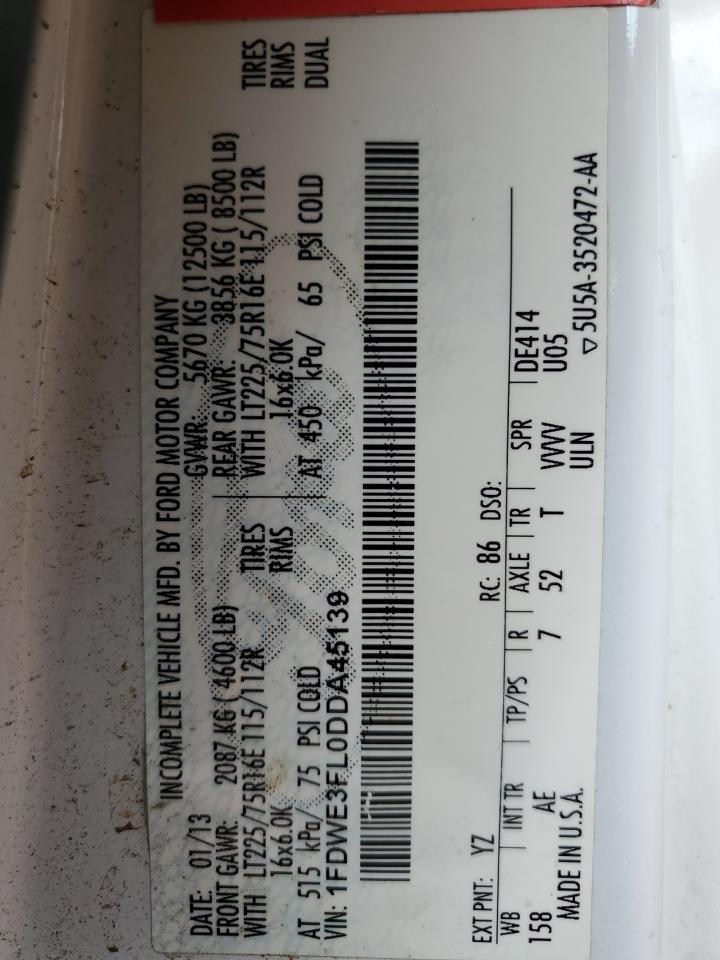 INCOMPLETE VEHICLE MFD. BY FORD MOTOR COMPANY
DATE: 01/13 GVWR: 5670 KG (12500 LB)
FRONT GAWR: 2087 KG ( 4600 LB) REAR GAWR: 3856 KG ( 8500 LB)
WITH LT225/75R16E 115/112R TIRES WITH LT225/75R16E 115/112R TIRES
16x6.0K RIMS 16x6.0K RIMS
AT 515 kPa/ 75 PSI COLD AT 450 kPa/ 65 PSI COLD DUAL
VIN: 1FDWE3FL0DDA45139
EXT PNT: YZ RC: 86 DSO:
WB INT TR TP/PS R AXLE TR SPR DE414
158 AE 7 52 T VVVV U05
MADE IN U.S.A. ULN ▽ 5U5A-3520472-AA